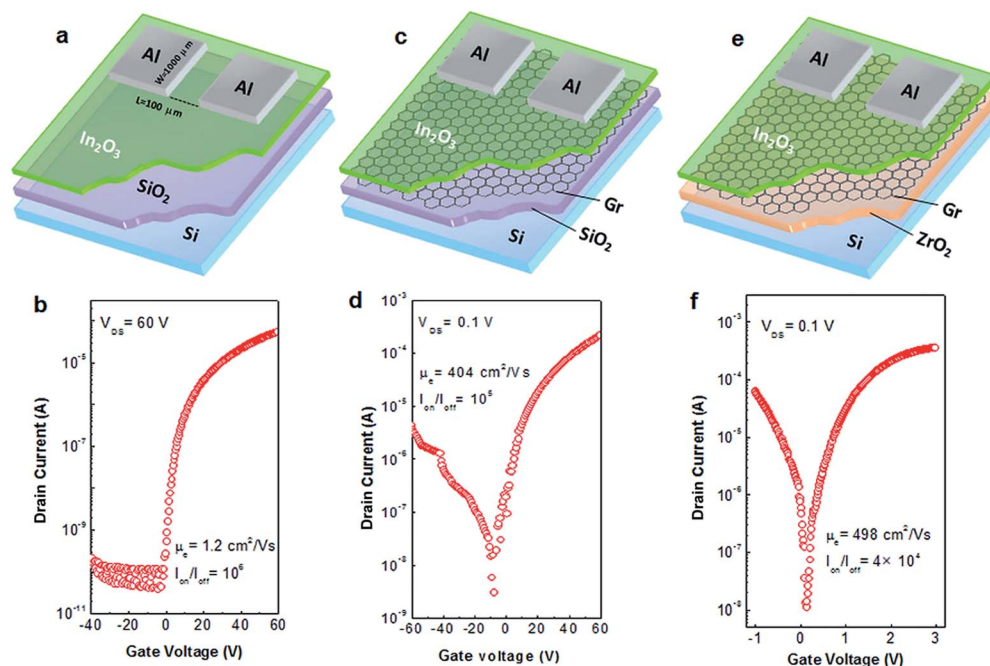 a
Al
W=1000 μm
L=100 μm
Al
In2O3
SiO2
Si
c
Al
Al
In2O3
Gr
SiO2
Si
e
Al
Al
In2O3
Gr
ZrO2
Si
b
VDS = 60 V
μe = 1.2 cm²/Vs
Ion/Ioff = 10⁶
10⁻⁵
10⁻⁷
10⁻⁹
10⁻¹¹
Drain Current (A)
-40 -20 0 20 40 60
Gate Voltage (V)
d
VDS = 0.1 V
μe = 404 cm²/Vs
Ion/Ioff = 10⁵
10⁻³
10⁻⁴
10⁻⁵
10⁻⁶
10⁻⁷
10⁻⁸
10⁻⁹
Drain Current (A)
-60 -40 -20 0 20 40 60
Gate voltage (V)
f
VDS = 0.1 V
μe = 498 cm²/Vs
Ion/Ioff = 4× 10⁴
10⁻³
10⁻⁴
10⁻⁵
10⁻⁶
10⁻⁷
10⁻⁸
Drain Current (A)
-1 0 1 2 3
Gate Voltage (V)